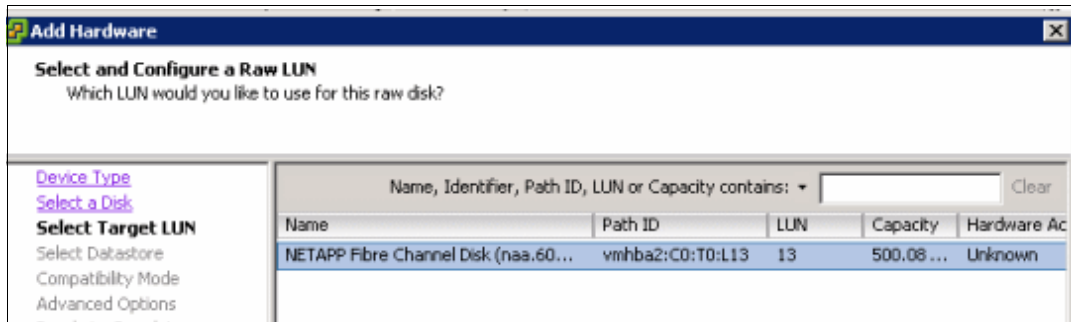 Add Hardware
Select and Configure a Raw LUN
Which LUN would you like to use for this raw disk?
Device Type
Select a Disk
Select Target LUN
Select Datastore
Compatibility Mode
Advanced Options
Name, Identifier, Path ID, LUN or Capacity contains: Clear
Name Path ID LUN Capacity Hardware Ac
NETAPP Fibre Channel Disk (naa.60... vmhba2:C0:T0:L13 13 500.08 ... Unknown